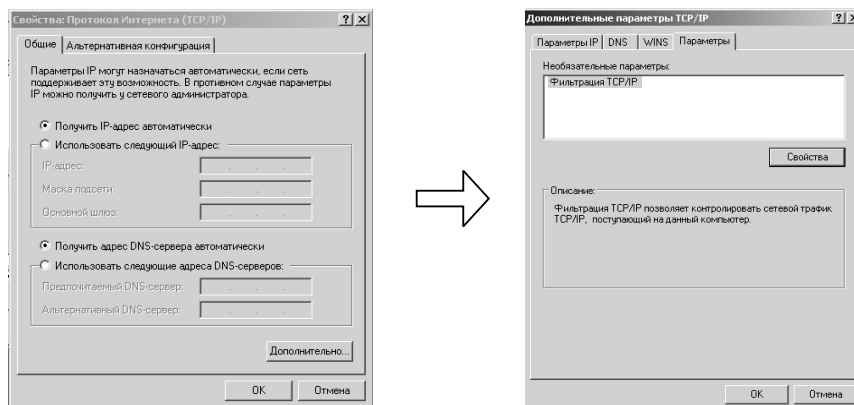 Свойства: Протокол Интернета (TCP/IP)
Общие
Альтернативная конфигурация
Параметры IP могут назначаться автоматически, если сеть
поддерживает эту возможность. В противном случае параметры
IP можно получить у сетевого администратора.
Получить IP-адрес автоматически
Использовать следующий IP-адрес:
IP-адрес:
Маска подсети:
Основной шлюз:
Получить адрес DNS-сервера автоматически
Использовать следующие адреса DNS-серверов:
Предпочитаемый DNS-сервер:
Альтернативный DNS-сервер:
Дополнительно...
OK
Отмена
Дополнительные параметры TCP/IP
Параметры IP
DNS
WINS
Параметры
Необязательные параметры:
Фильтрация TCP/IP
Свойства
Описание:
Фильтрация TCP/IP позволяет контролировать сетевой трафик
TCP/IP, поступающий на данный компьютер.
OK
Отмена